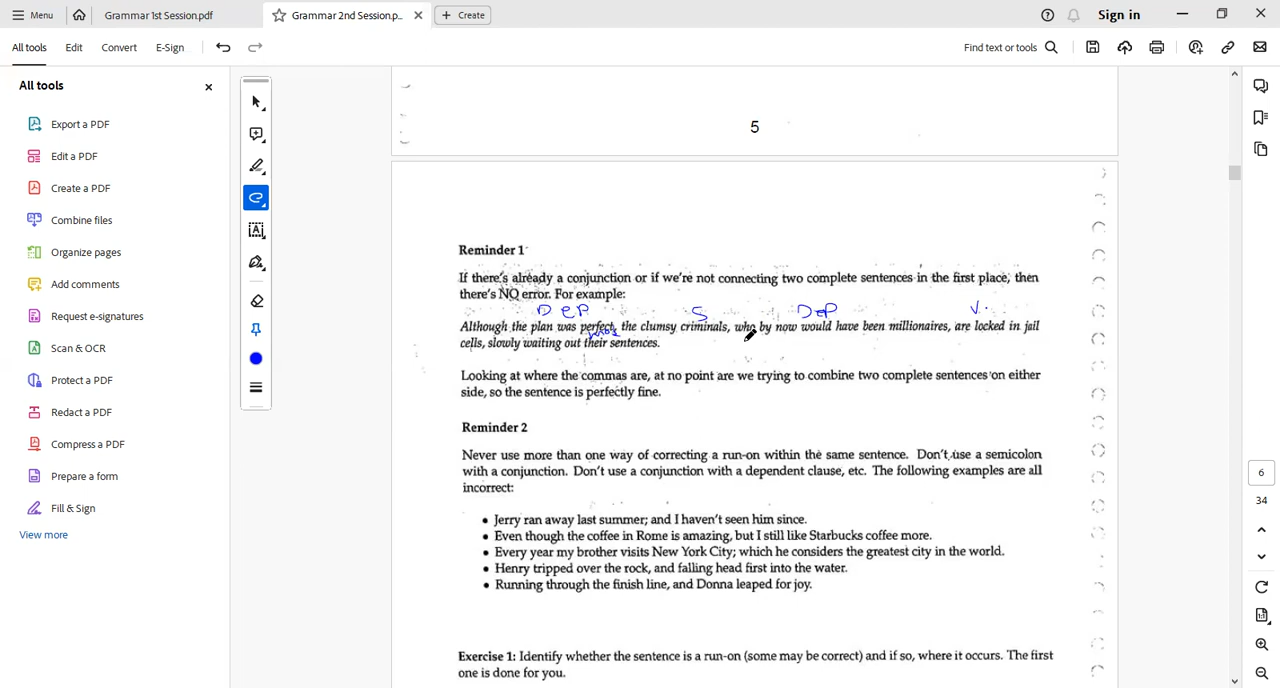 Menu
Grammar 1st Session.pdf
Grammar 2nd Session.p...
Create
Sign in
All tools
Edit
Convert
E-Sign
Find text or tools
All tools
Export a PDF
Edit a PDF
Create a PDF
Combine files
Organize pages
Add comments
Request e-signatures
Scan & OCR
Protect a PDF
Redact a PDF
Compress a PDF
Prepare a form
Fill & Sign
View more
5
Reminder 1
If there's already a conjunction or if we're not connecting two complete sentences in the first place, then
there's NO error. For example:
DEP S DEP V
Although the plan was perfect, the clumsy criminals, who by now would have been millionaires, are locked in jail
cells, slowly waiting out their sentences.
Looking at where the commas are, at no point are we trying to combine two complete sentences on either
side, so the sentence is perfectly fine.
Reminder 2
Never use more than one way of correcting a run-on within the same sentence. Don't use a semicolon
with a conjunction. Don't use a conjunction with a dependent clause, etc. The following examples are all
incorrect:
• Jerry ran away last summer; and I haven't seen him since.
• Even though the coffee in Rome is amazing, but I still like Starbucks coffee more.
• Every year my brother visits New York City; which he considers the greatest city in the world.
• Henry tripped over the rock, and falling head first into the water.
• Running through the finish line, and Donna leaped for joy.
Exercise 1: Identify whether the sentence is a run-on (some may be correct) and if so, where it occurs. The first
one is done for you.
6
34